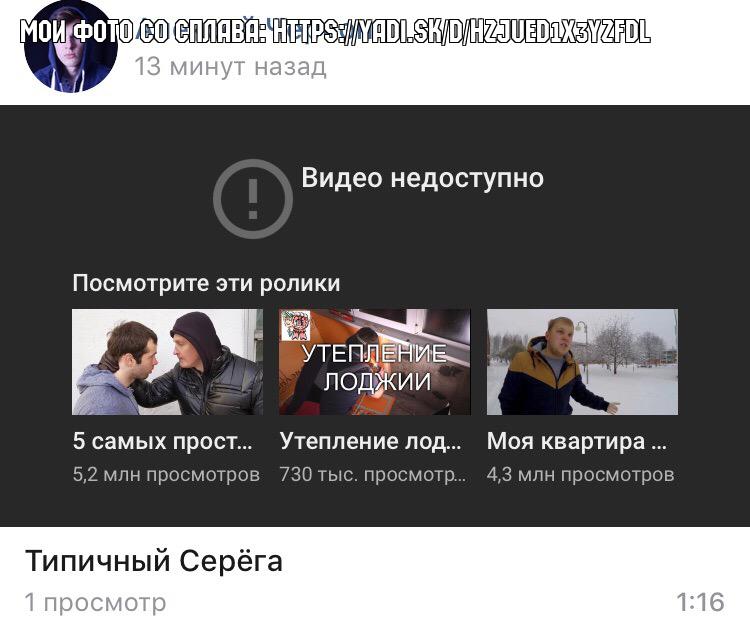 МОИ ФОТО СО СПЛАВА: HTTPS://YADI.SK/D/HZJUED1X3YZFDL
13 минут назад
Видео недоступно
Посмотрите эти ролики
УТЕПЛЕНИЕ
ЛОДЖИИ
5 самых прост...
Утепление лод...
Моя квартира ...
5,2 млн просмотров
730 тыс. просмотр...
4,3 млн просмотров
Типичный Серёга
1 просмотр
1:16